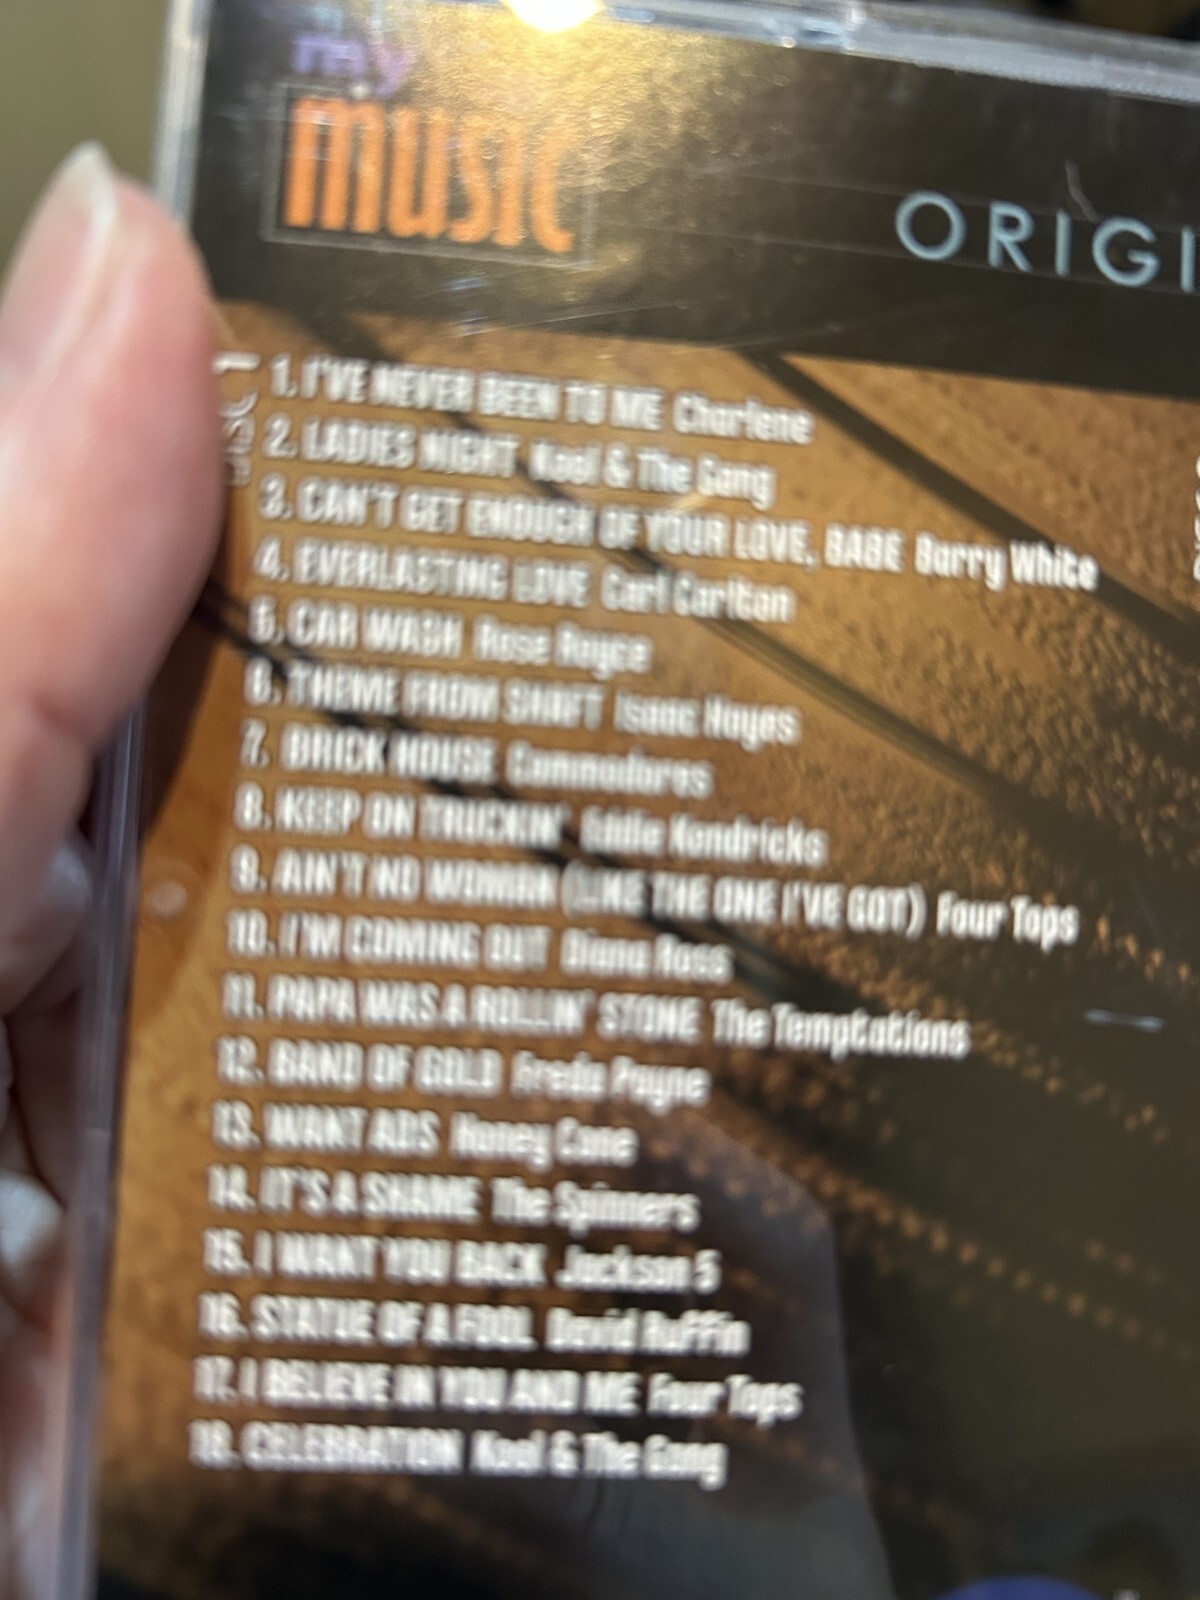 my
music
ORIGI
DISC 1
1. I'VE NEVER BEEN TO ME Charlene
2. LADIES NIGHT Kool & The Gang
3. CAN'T GET ENOUGH OF YOUR LOVE, BABE Barry White
4. EVERLASTING LOVE Carl Carlton
5. CAR WASH Rose Royce
6. THEME FROM SHAFT Isaac Hayes
7. BRICK HOUSE Commodores
8. KEEP ON TRUCKIN' Eddie Kendricks
9. AIN'T NO WOMAN (LIKE THE ONE I'VE GOT) Four Tops
10. I'M COMING OUT Diana Ross
11. PAPA WAS A ROLLIN' STONE The Temptations
12. BAND OF GOLD Freda Payne
13. WANT ADS Honey Cone
14. IT'S A SHAME The Spinners
15. I WANT YOU BACK Jackson 5
16. STATUE OF A FOOL David Ruffin
17. I BELIEVE IN YOU AND ME Four Tops
18. CELEBRATION Kool & The Gang